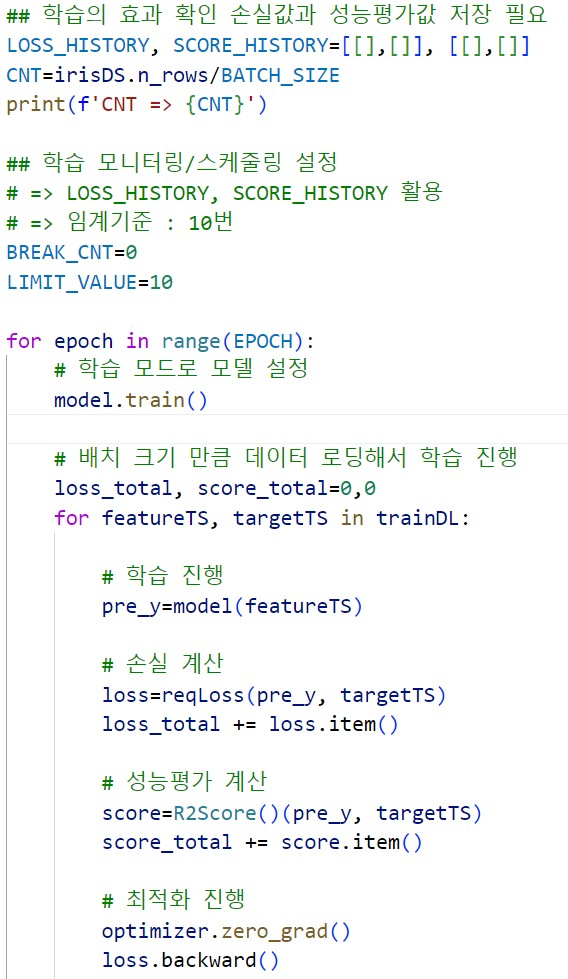 ## 학습의 효과 확인 손실값과 성능평가값 저장 필요
LOSS_HISTORY, SCORE_HISTORY=[[],[]], [[],[]]
CNT=irisDS.n_rows/BATCH_SIZE
print(f'CNT => {CNT}')
## 학습 모니터링/스케줄링 설정
# => LOSS_HISTORY, SCORE_HISTORY 활용
# => 임계기준 : 10번
BREAK_CNT=0
LIMIT_VALUE=10
for epoch in range(EPOCH):
# 학습 모드로 모델 설정
model.train()
# 배치 크기 만큼 데이터 로딩해서 학습 진행
loss_total, score_total=0,0
for featureTS, targetTS in trainDL:
# 학습 진행
pre_y=model(featureTS)
# 손실 계산
loss=reqLoss(pre_y, targetTS)
loss_total += loss.item()
# 성능평가 계산
score=R2Score()(pre_y, targetTS)
score_total += score.item()
# 최적화 진행
optimizer.zero_grad()
loss.backward()